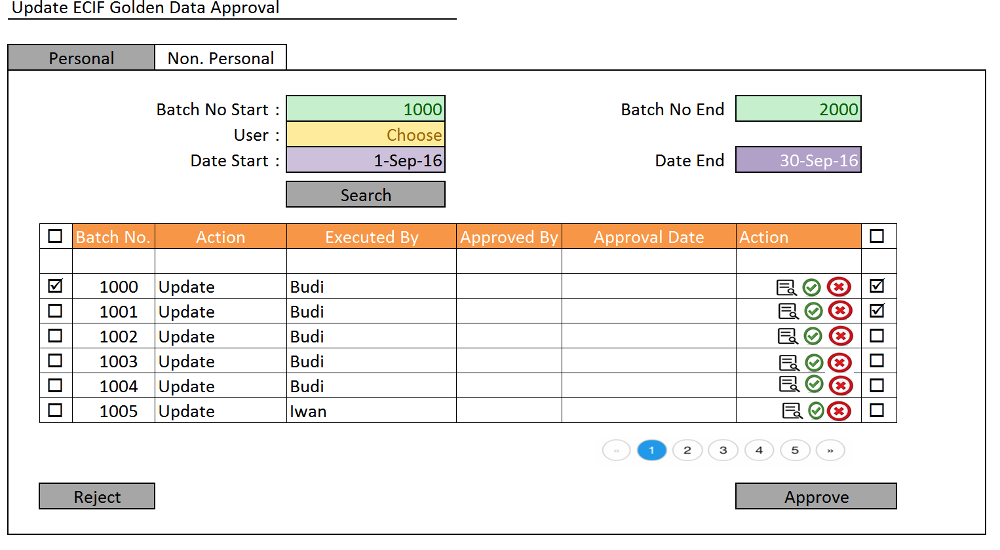 Update ECIF Golden Data Approval
Personal Non. Personal
Batch No Start : 1000 Batch No End 2000
User : Choose
Date Start : 1-Sep-16 Date End 30-Sep-16
Search
Batch No. Action Executed By Approved By Approval Date Action
1000 Update Budi
1001 Update Budi
1002 Update Budi
1003 Update Budi
1004 Update Budi
1005 Update Iwan
« 1 2 3 4 5 »
Reject Approve